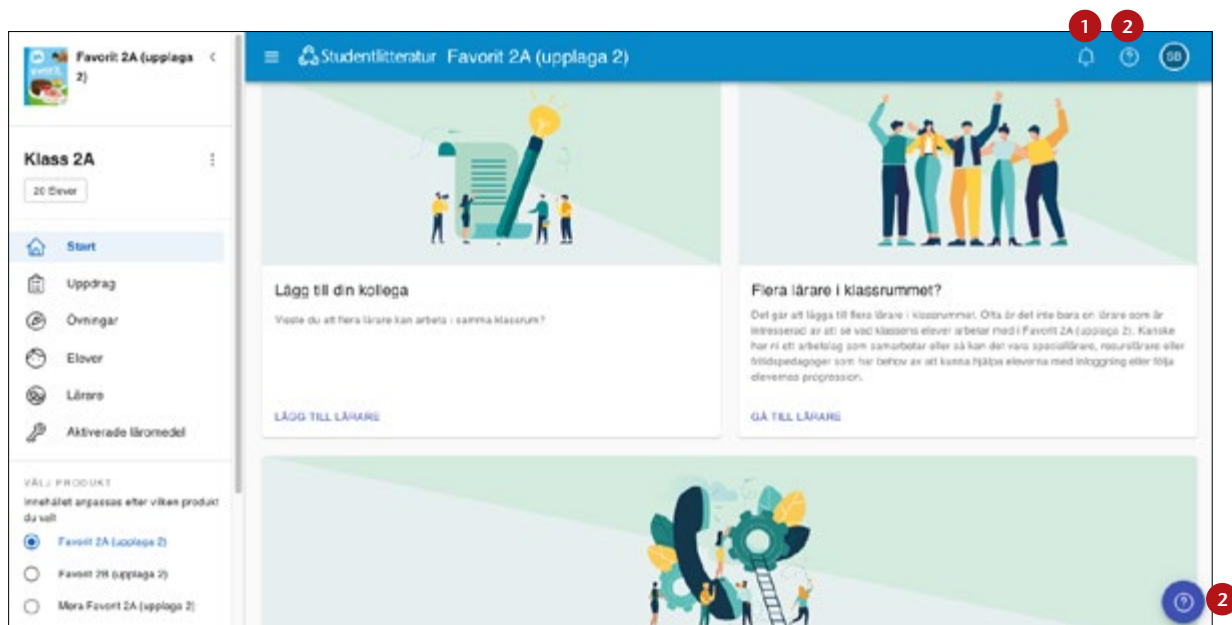 1 2
Favorit 2A (upplaga
2)
Studentlitteratur Favorit 2A (upplaga 2)
SB
Klass 2A
20 Elever
Start
Uppdrag
Övningar
Elever
Lärare
Aktiverade läromedel
VÄLJ PRODUKT
Innehållet anpassas efter vilken produkt
du valt
Favorit 2A (upplaga 2)
Favorit 2B (upplaga 2)
Mera Favorit 2A (upplaga 2)
Lägg till din kollega
Visste du att flera lärare kan arbeta i samma klassrum?
LÄGG TILL LÄRARE
Flera lärare i klassrummet?
Det går att lägga till flera lärare i klassrummet. Ofta är det inte bara en lärare som är
intresserad av att se vad klassens elever arbetar med i Favorit 2A (upplaga 2). Kanske
har ni ett arbetslag som samarbetar eller så kan det vara speciallärare, resurslärare eller
fritidspedagoger som har behov av att kunna hjälpa eleverna med inloggning eller följa
elevernas progression.
GÅ TILL LÄRARE
2